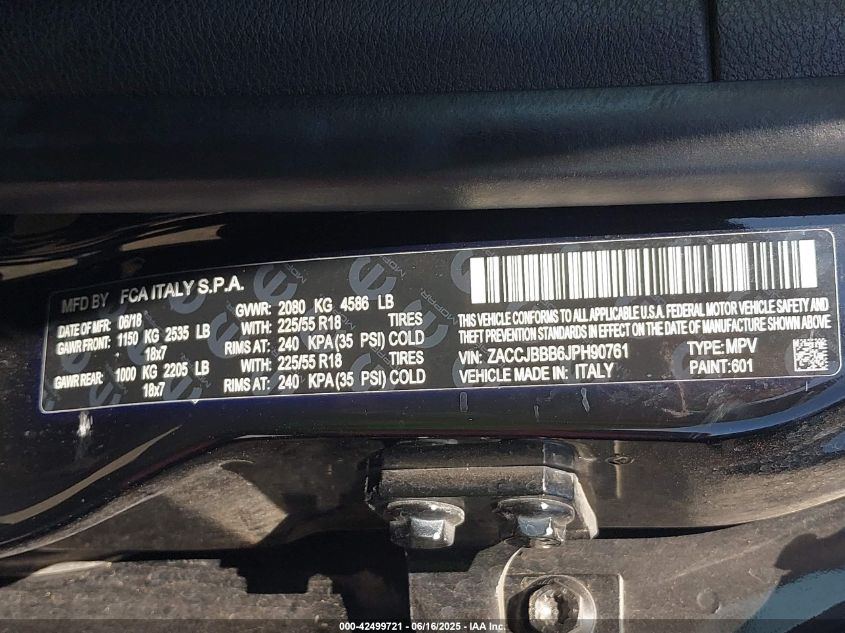 MFD BY FCA ITALY S.P.A.
DATE OF MFR: 06/18 GVWR: 2080 KG 4586 LB
GAWR FRONT: 1150 KG 2535 LB WITH: 225/55 R18 TIRES
18x7 RIMS AT: 240 KPA (35 PSI) COLD
GAWR REAR: 1000 KG 2205 LB WITH: 225/55 R18 TIRES
18x7 RIMS AT: 240 KPA (35 PSI) COLD
THIS VEHICLE CONFORMS TO ALL APPLICABLE U.S.A. FEDERAL MOTOR VEHICLE SAFETY AND
THEFT PREVENTION STANDARDS IN EFFECT ON THE DATE OF MANUFACTURE SHOWN ABOVE.
VIN: ZACCJBBB6JPH90761 TYPE: MPV
VEHICLE MADE IN: ITALY PAINT: 601
000-42499721 - 06/16/2025 - IAA Inc.